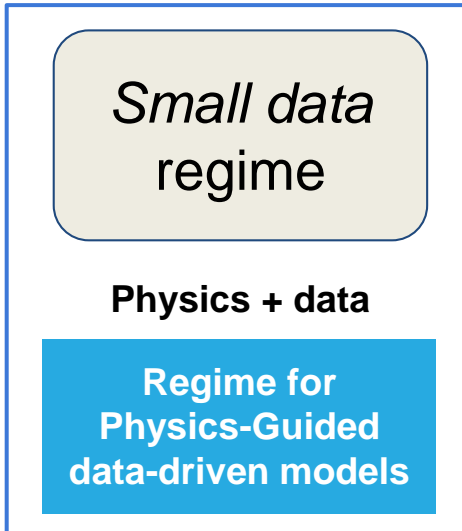 Small data
regime
Physics + data
Regime for
Physics-Guided
data-driven models